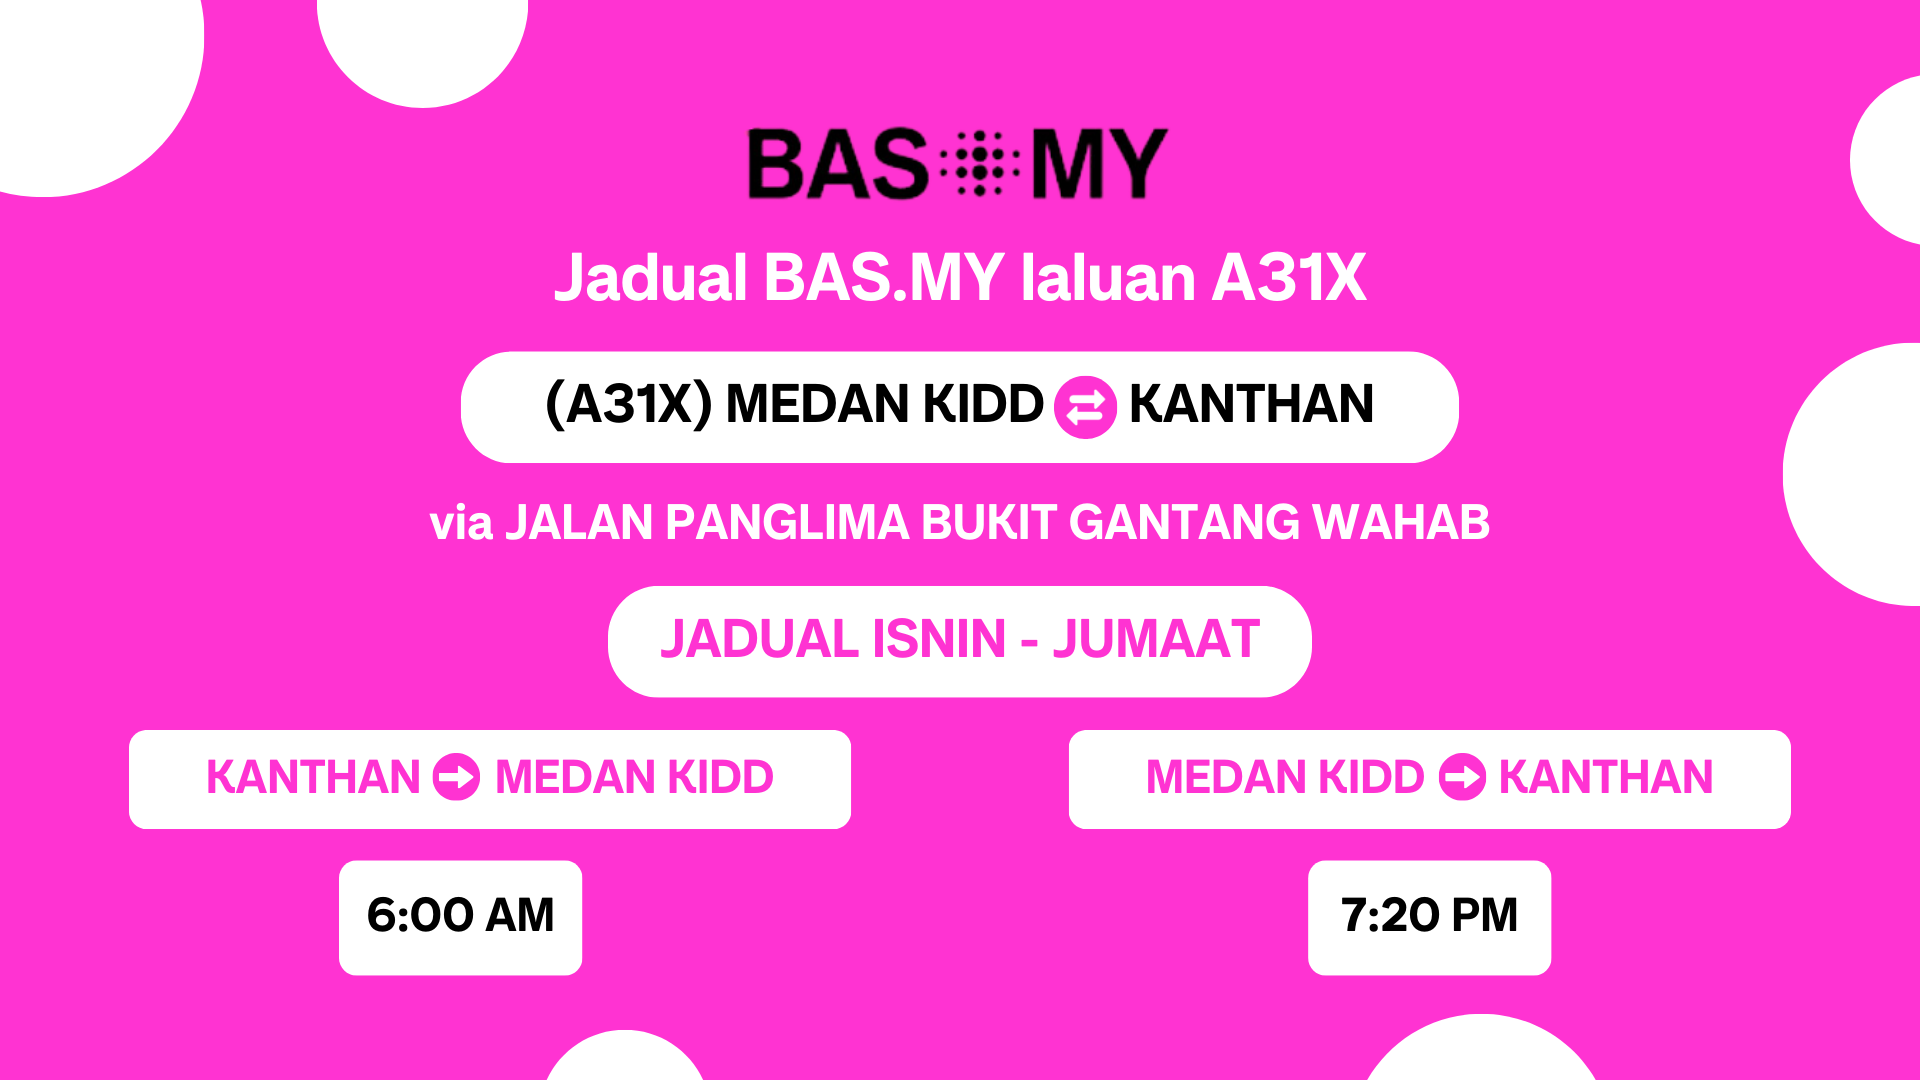 BAS MY
Jadual BAS.MY laluan A31X
(A31X) MEDAN KIDD KANTHAN
via JALAN PANGLIMA BUKIT GANTANG WAHAB
JADUAL ISNIN - JUMAAT
KANTHAN MEDAN KIDD
6:00 AM
MEDAN KIDD KANTHAN
7:20 PM